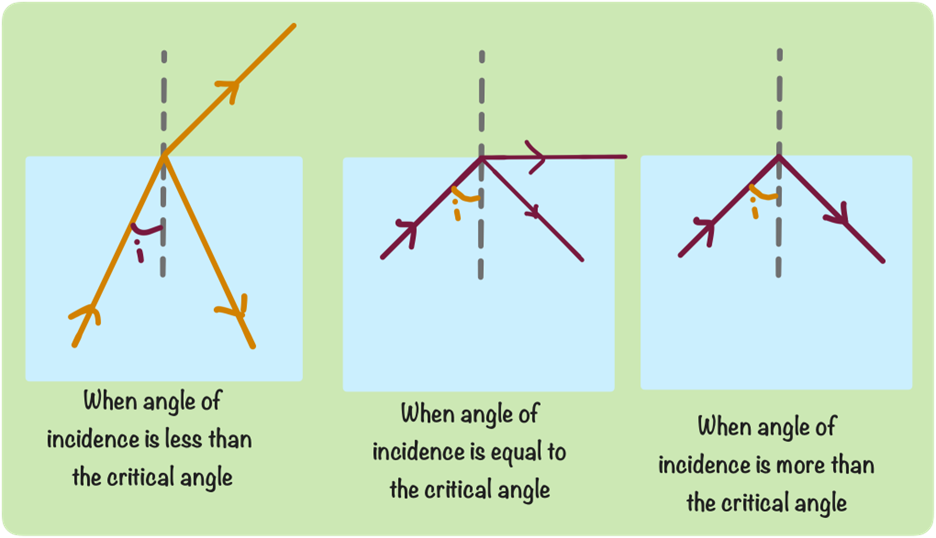 i
When angle of
incidence is less than
the critical angle
i
When angle of
incidence is equal to
the critical angle
i
When angle of
incidence is more than
the critical angle